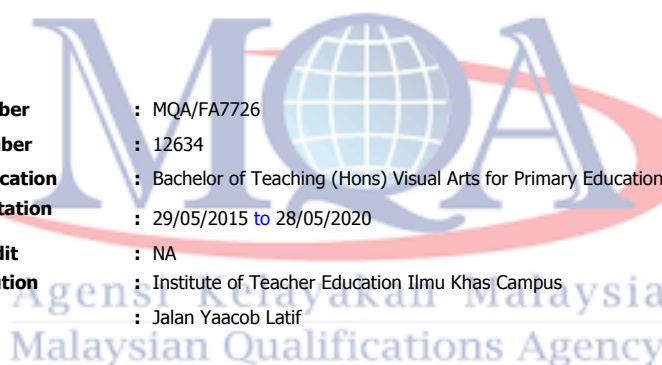 MQA
ber : MQA/FA7726
ber : 12634
cation : Bachelor of Teaching (Hons) Visual Arts for Primary Education
tation : 29/05/2015 to 28/05/2020
dit : NA
ution : Institute of Teacher Education Ilmu Khas Campus
: Jalan Yaacob Latif
Agensi Kelayakan Malaysia
Malaysian Qualifications Agency